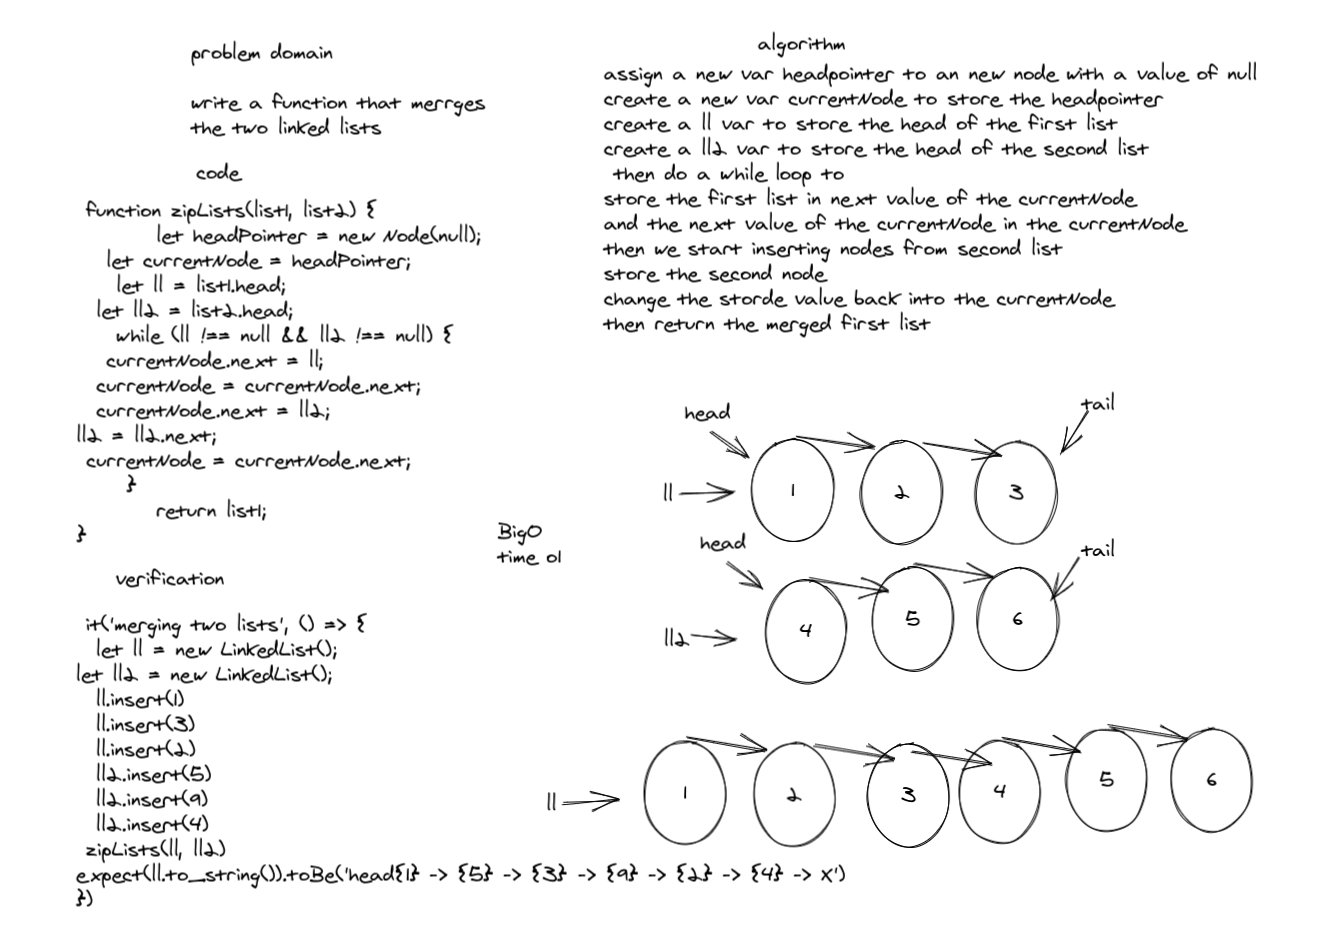 problem domain
write a function that merrges
the two linked lists
code
function zipLists(list1, list2) {
let headPointer = new Node(null);
let currentNode = headPointer;
let ll = list1.head;
let ll2 = list2.head;
while (ll !== null && ll2 !== null) {
currentNode.next = ll;
currentNode = currentNode.next;
currentNode.next = ll2;
ll2 = ll2.next;
currentNode = currentNode.next;
}
return list1;
}
BigO
time o1
verification
it('merging two lists', () => {
let ll = new LinkedList();
let ll2 = new LinkedList();
ll.insert(1)
ll.insert(3)
ll.insert(2)
ll2.insert(5)
ll2.insert(9)
ll2.insert(4)
zipLists(ll, ll2)
expect(ll.to_string()).toBe('head{1} -> {5} -> {3} -> {9} -> {2} -> {4} -> X')
})
algorithm
assign a new var headpointer to an new node with a value of null
create a new var currentNode to store the headpointer
create a ll var to store the head of the first list
create a ll2 var to store the head of the second list
then do a while loop to
store the first list in next value of the currentNode
and the next value of the currentNode in the currentNode
then we start inserting nodes from second list
store the second node
change the storde value back into the currentNode
then return the merged first list
head
tail
ll
1
2
3
head
tail
ll2
4
5
6
ll
1
2
3
4
5
6